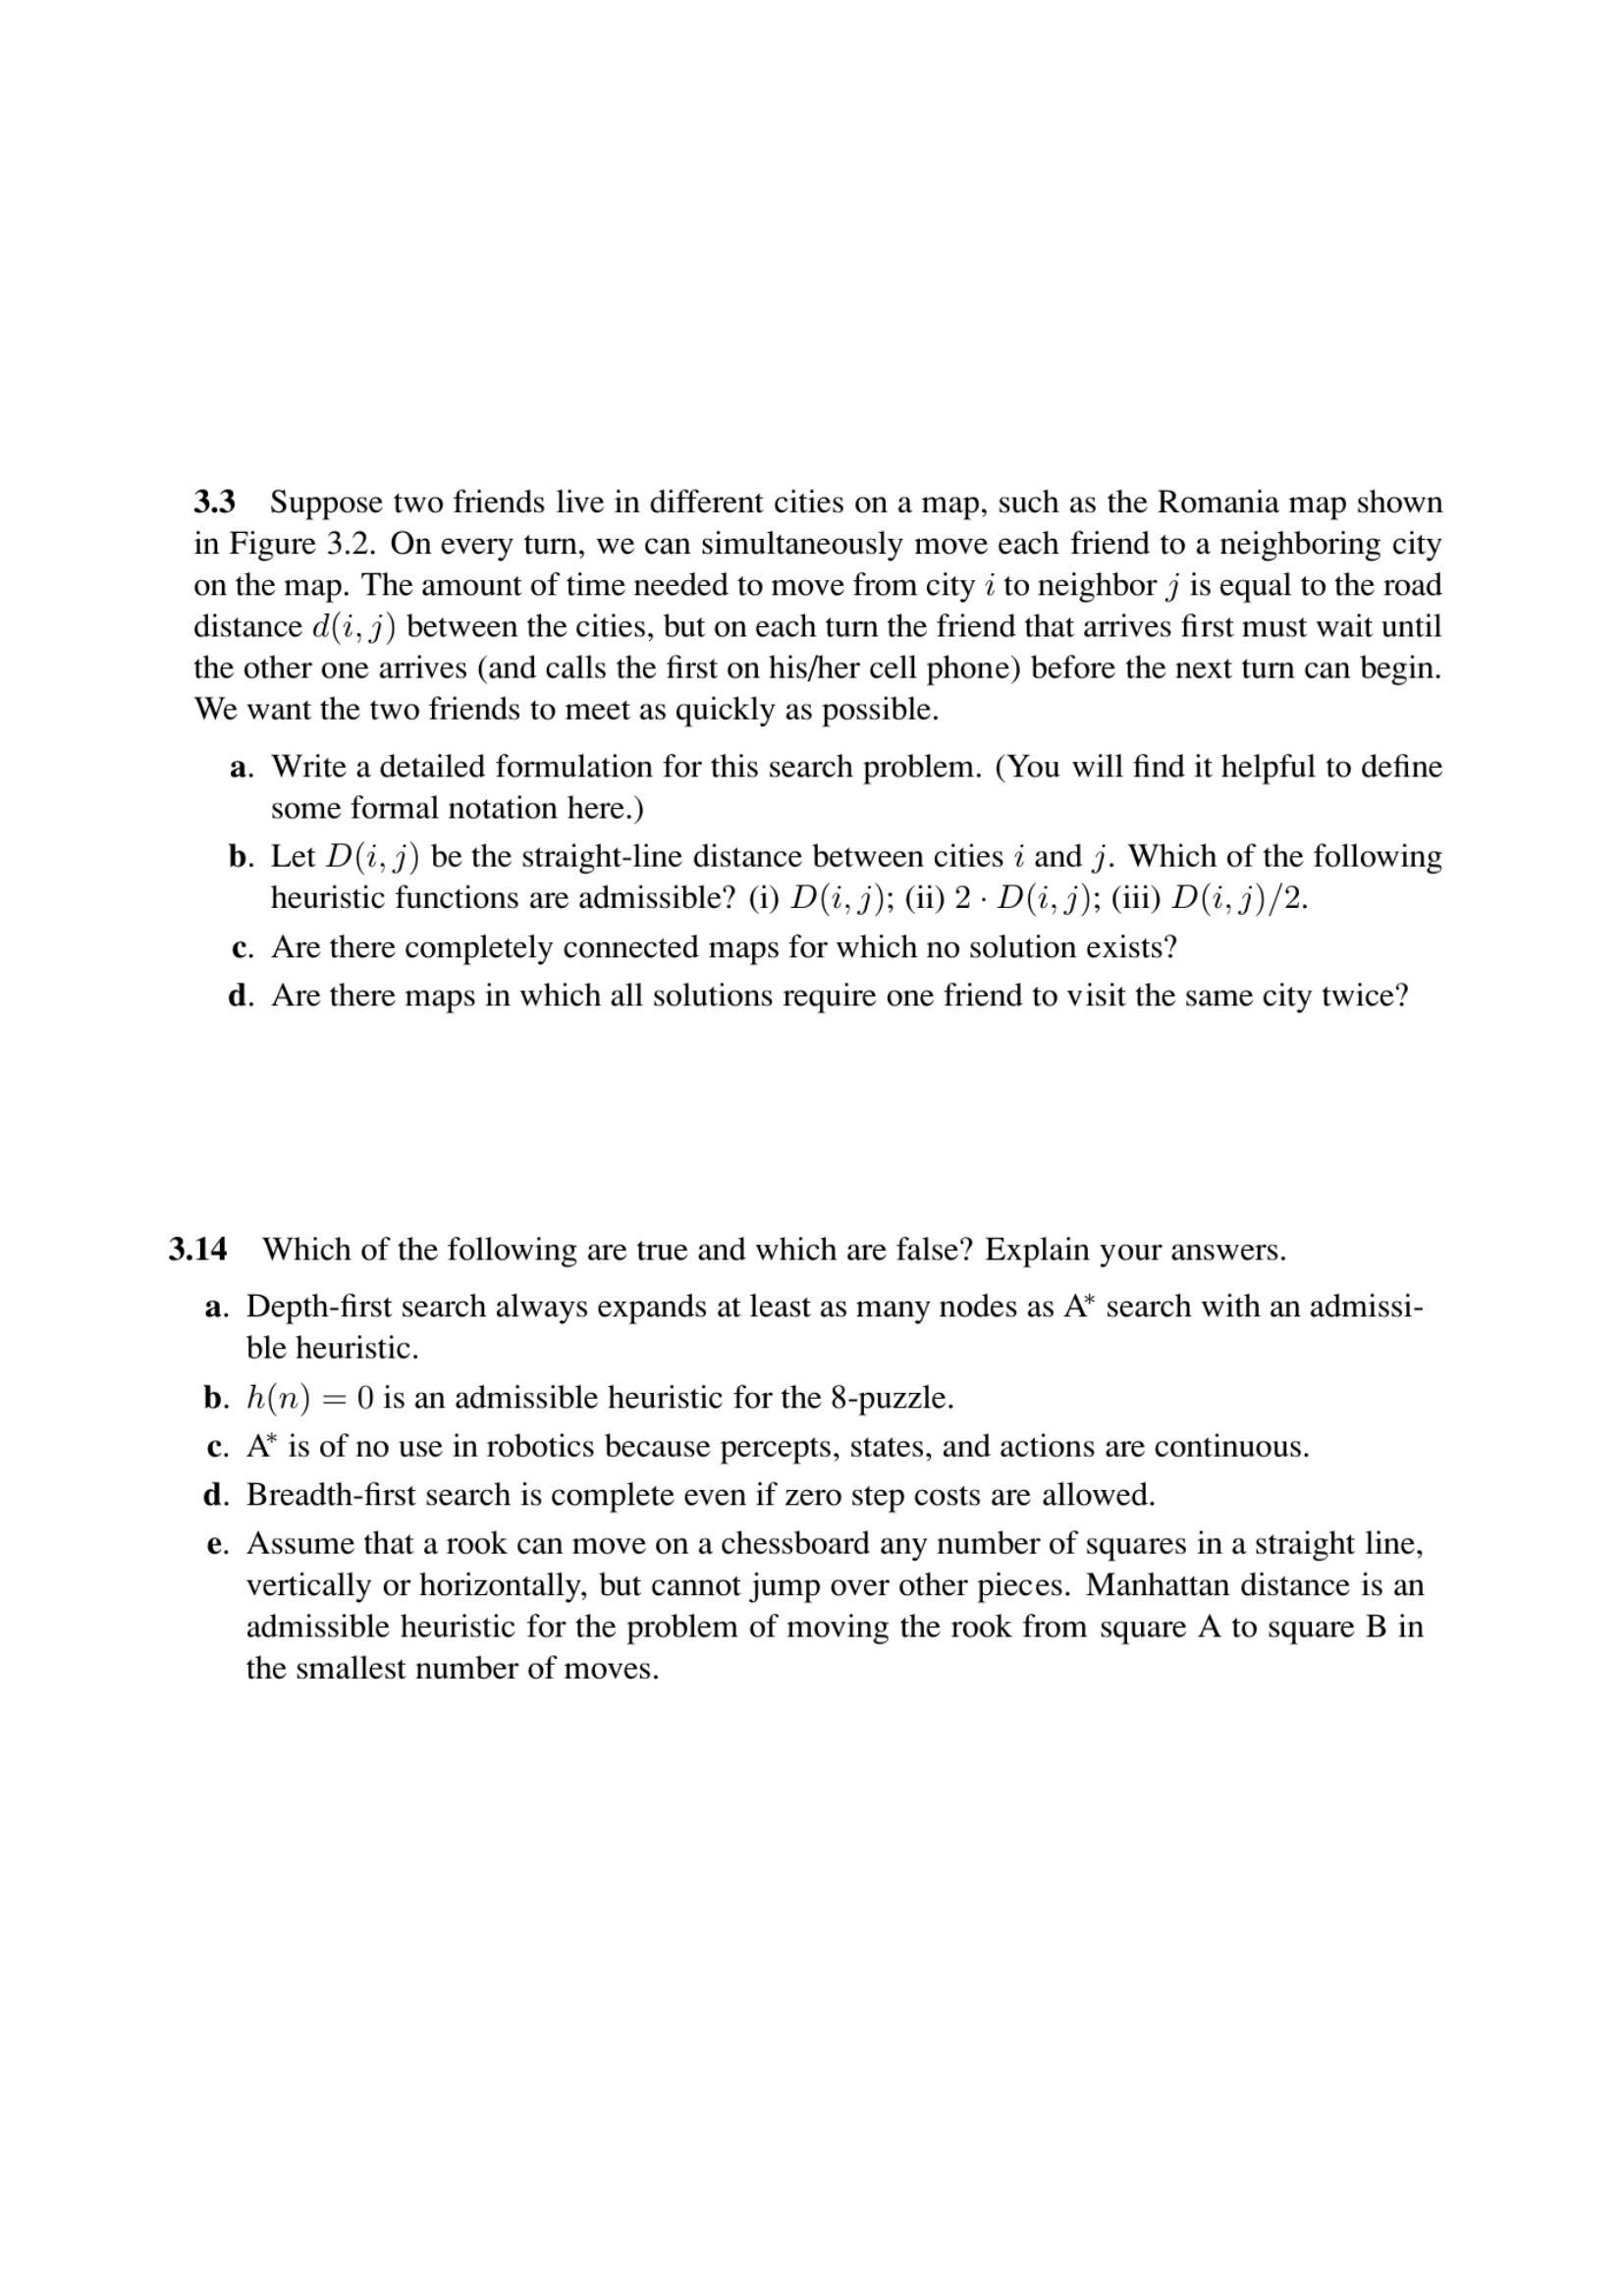 3.3 Suppose two friends live in different cities on a map, such as the Romania map shown
in Figure 3.2. On every turn, we can simultaneously move each friend to a neighboring city
on the map. The amount of time needed to move from city i to neighbor j is equal to the road
distance d(i, j) between the cities, but on each turn the friend that arrives first must wait until
the other one arrives (and calls the first on his/her cell phone) before the next turn can begin.
We want the two friends to meet as quickly as possible.
a. Write a detailed formulation for this search problem. (You will find it helpful to define
some formal notation here.)
b. Let D(i, j) be the straight-line distance between cities i and j. Which of the following
heuristic functions are admissible? (i) D(i, j); (ii) 2 · D(i, j); (iii) D(i, j)/2.
c. Are there completely connected maps for which no solution exists?
d. Are there maps in which all solutions require one friend to visit the same city twice?
3.14 Which of the following are true and which are false? Explain your answers.
a. Depth-first search always expands at least as many nodes as A* search with an admissi-
ble heuristic.
b. h(n) = 0 is an admissible heuristic for the 8-puzzle.
c. A* is of no use in robotics because percepts, states, and actions are continuous.
d. Breadth-first search is complete even if zero step costs are allowed.
e. Assume that a rook can move on a chessboard any number of squares in a straight line,
vertically or horizontally, but cannot jump over other pieces. Manhattan distance is an
admissible heuristic for the problem of moving the rook from square A to square B in
the smallest number of moves.